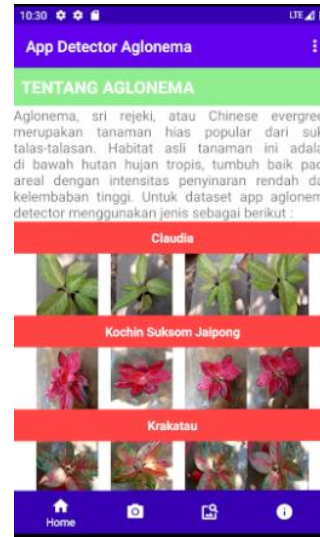 10:30 LTE
App Detector Aglonema
TENTANG AGLONEMA
Aglonema, sri rejeki, atau Chinese evergree
merupakan tanaman hias popular dari suk
talas-talasan. Habitat asli tanaman ini adala
di bawah hutan hujan tropis, tumbuh baik pad
areal dengan intensitas penyinaran rendah da
kelembaban tinggi. Untuk dataset app aglonem
detector menggunakan jenis sebagai berikut :
Claudia
Kochin Suksom Jaipong
Krakatau
Home